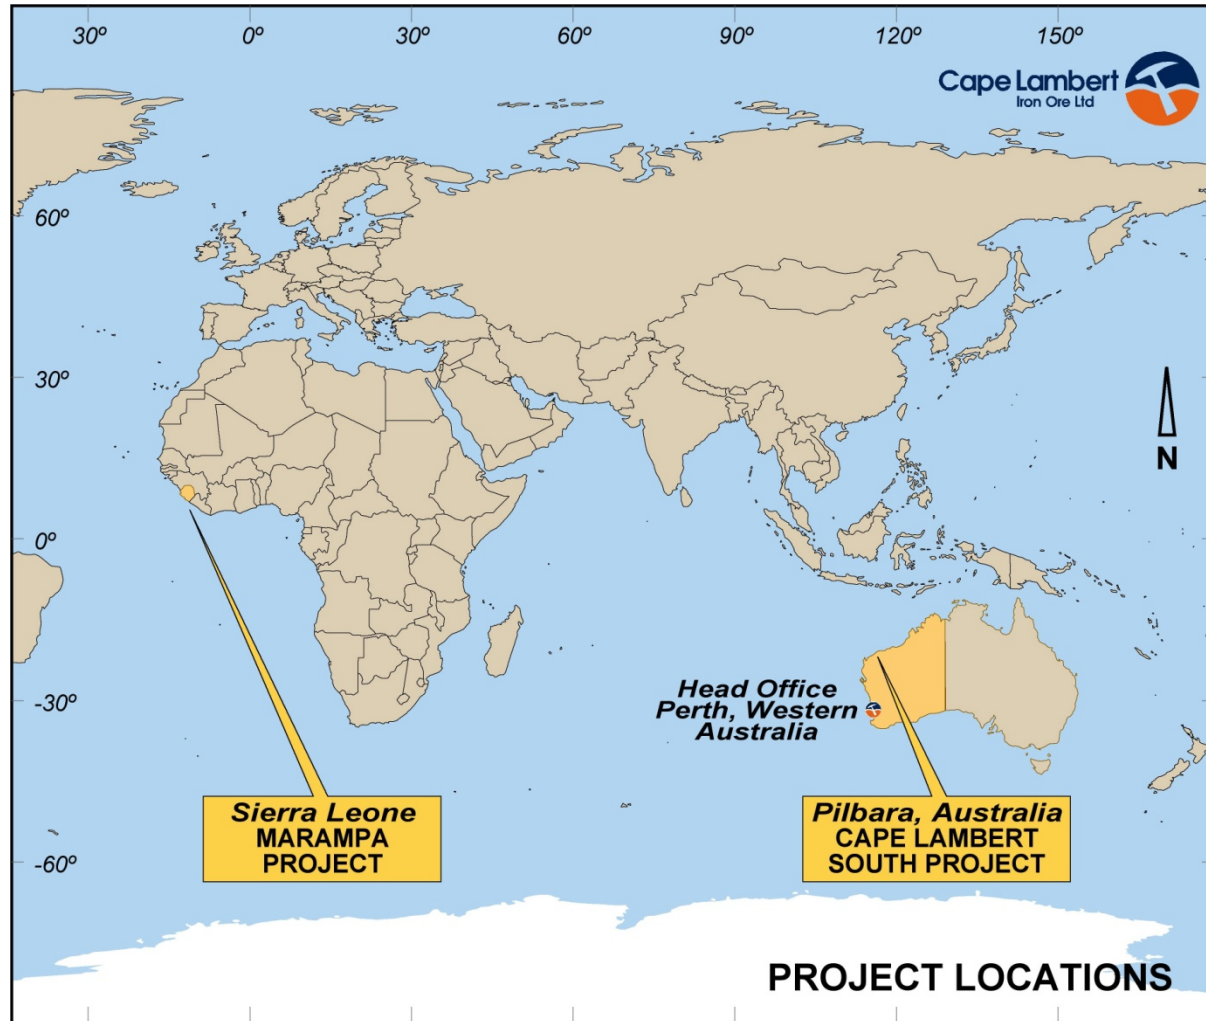 30º 0º 30º 60º 90º 120º 150º
Cape Lambert
Iron Ore Ltd
60º
30º
N
0º
-30º
Head Office
Perth, Western
Australia
Sierra Leone
MARAMPA
PROJECT
Pilbara, Australia
CAPE LAMBERT
SOUTH PROJECT
-60º
PROJECT LOCATIONS